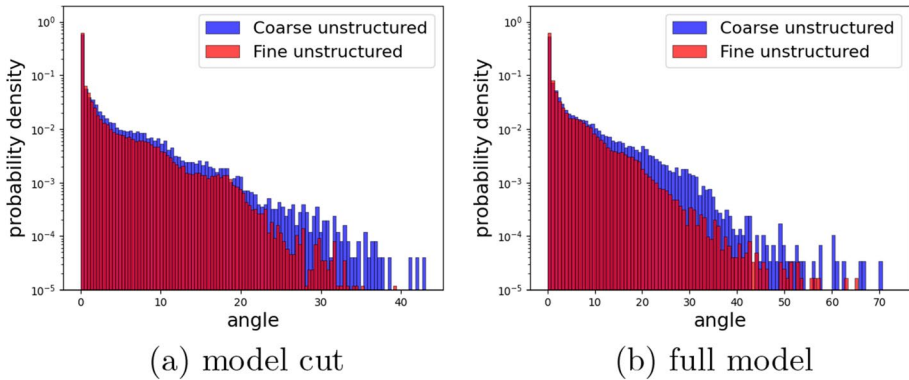 10⁰
10⁻¹
10⁻²
10⁻³
10⁻⁴
10⁻⁵
probability density
Coarse unstructured
Fine unstructured
0 10 20 30 40
angle
(a) model cut
10⁰
10⁻¹
10⁻²
10⁻³
10⁻⁴
10⁻⁵
probability density
Coarse unstructured
Fine unstructured
0 10 20 30 40 50 60 70
angle
(b) full model